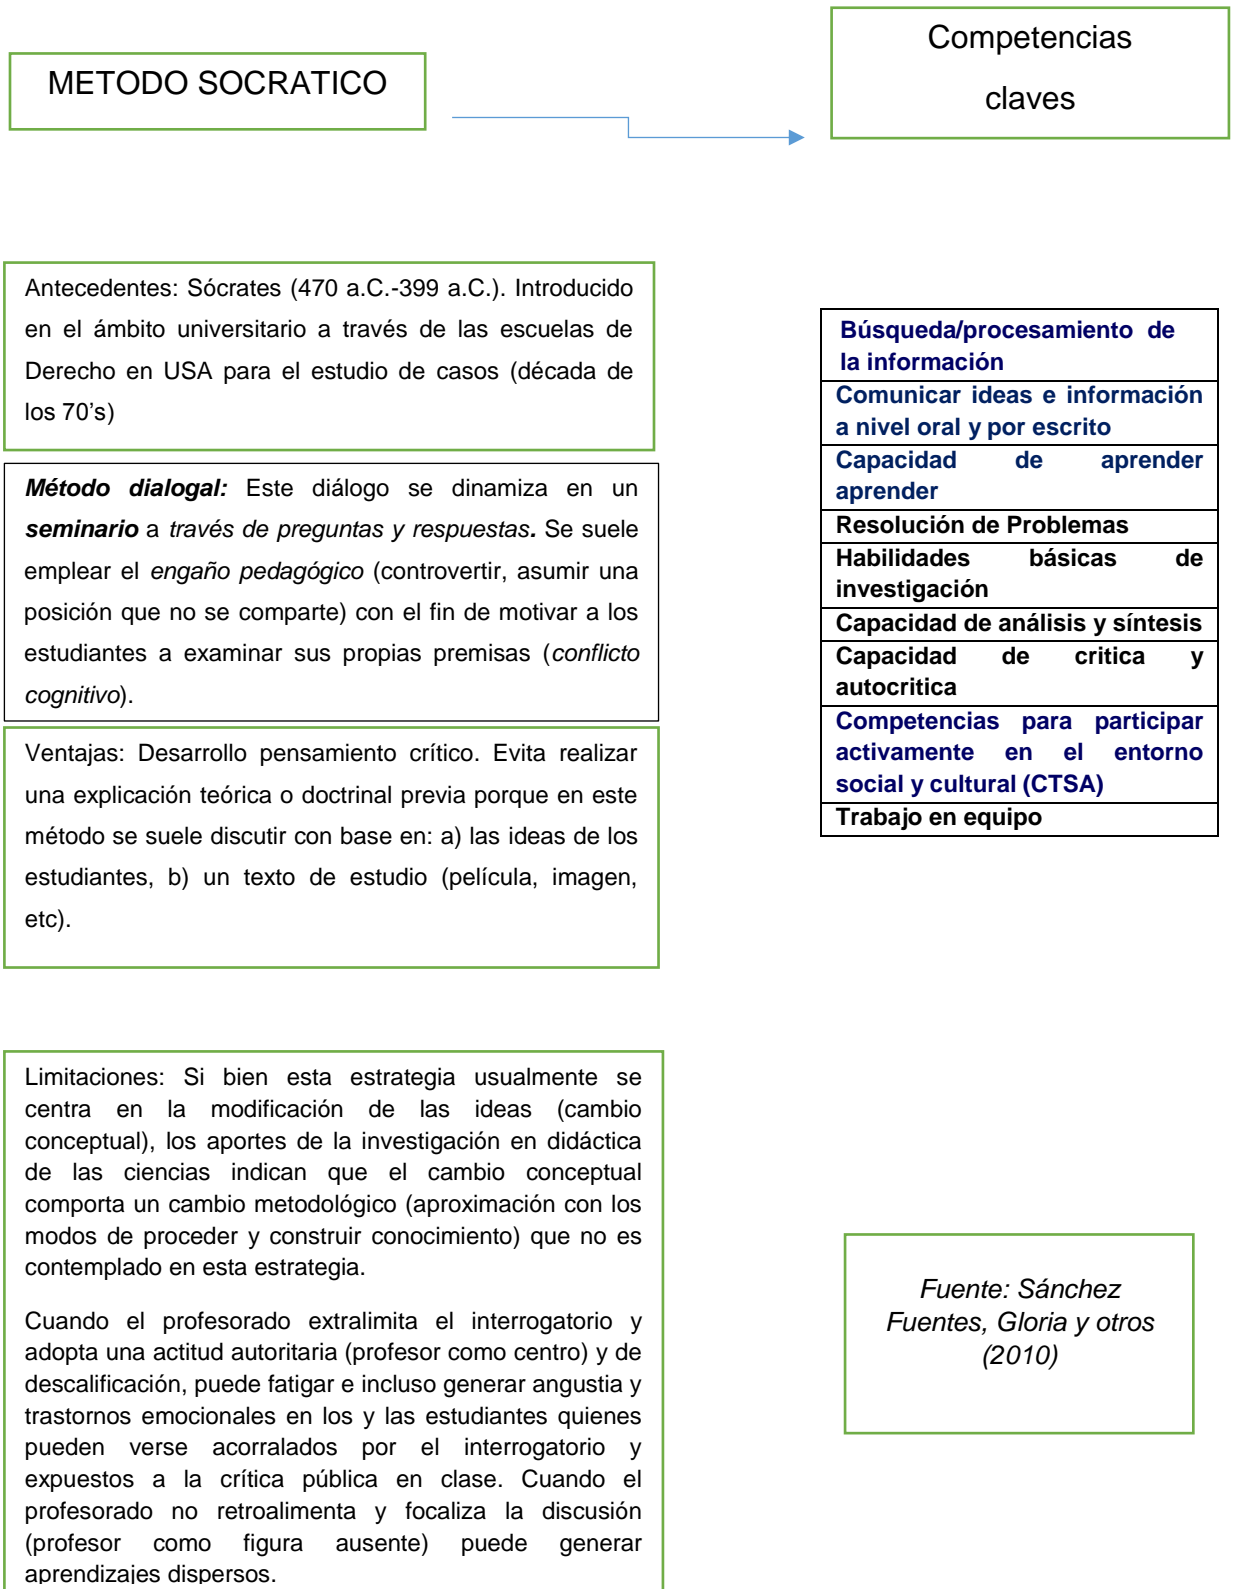 METODO SOCRATICO
Competencias
claves
Antecedentes: Sócrates (470 a.C.-399 a.C.). Introducido
en el ámbito universitario a través de las escuelas de
Derecho en USA para el estudio de casos (década de
los 70’s)
Método dialogal: Este diálogo se dinamiza en un
seminario a través de preguntas y respuestas. Se suele
emplear el engaño pedagógico (controvertir, asumir una
posición que no se comparte) con el fin de motivar a los
estudiantes a examinar sus propias premisas (conflicto
cognitivo).
Ventajas: Desarrollo pensamiento crítico. Evita realizar
una explicación teórica o doctrinal previa porque en este
método se suele discutir con base en: a) las ideas de los
estudiantes, b) un texto de estudio (película, imagen,
etc).
Búsqueda/procesamiento de
la información
Comunicar ideas e información
a nivel oral y por escrito
Capacidad de aprender
aprender
Resolución de Problemas
Habilidades básicas de
investigación
Capacidad de análisis y síntesis
Capacidad de critica y
autocritica
Competencias para participar
activamente en el entorno
social y cultural (CTSA)
Trabajo en equipo
Limitaciones: Si bien esta estrategia usualmente se
centra en la modificación de las ideas (cambio
conceptual), los aportes de la investigación en didáctica
de las ciencias indican que el cambio conceptual
comporta un cambio metodológico (aproximación con los
modos de proceder y construir conocimiento) que no es
contemplado en esta estrategia.
Cuando el profesorado extralimita el interrogatorio y
adopta una actitud autoritaria (profesor como centro) y de
descalificación, puede fatigar e incluso generar angustia y
trastornos emocionales en los y las estudiantes quienes
pueden verse acorralados por el interrogatorio y
expuestos a la crítica pública en clase. Cuando el
profesorado no retroalimenta y focaliza la discusión
(profesor como figura ausente) puede generar
aprendizajes dispersos.
Fuente: Sánchez
Fuentes, Gloria y otros
(2010)